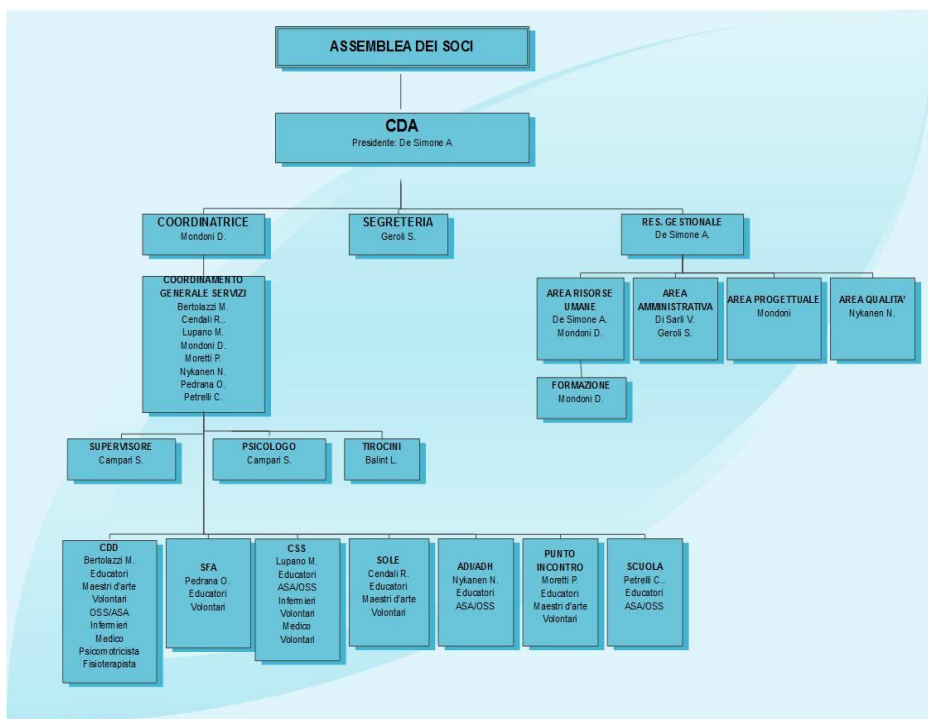 ASSEMBLEA DEI SOCI
CDA
Presidente: De Simone A.
COORDINATRICE
Mondoni D.
SEGRETERIA
Geroli S.
RES. GESTIONALE
De Simone A.
COORDINAMENTO
GENERALE SERVIZI
Bertolazzi M.
Cendali R..
Lupano M.
Mondoni D.
Moretti P.
Nykanen N.
Pedrana O.
Petrelli C.
AREA RISORSE
UMANE
De Simone A.
Mondoni D.
AREA
AMMINISTRATIVA
Di Sarli V.
Geroli S.
AREA PROGETTUALE
Mondoni
AREA QUALITA'
Nykanen N.
FORMAZIONE
Mondoni D.
SUPERVISORE
Campari S.
PSICOLOGO
Campari S.
TIROCINI
Balint L.
CDD
Bertolazzi M.
Educatori
Maestri d'arte
Volontari
OSS/ASA
Infermieri
Medico
Psicomotricista
Fisioterapista
SFA
Pedrana O.
Educatori
Volontari
CSS
Lupano M.
Educatori
ASA/OSS
Infermieri
Volontari
Medico
Volontari
SOLE
Cendali R.
Educatori
Maestri d'arte
Volontari
ADI/ADH
Nykanen N.
Educatori
ASA/OSS
PUNTO
INCONTRO
Moretti P.
Educatori
Maestri d'arte
Volontari
SCUOLA
Petrelli C..
Educatori
ASA/OSS